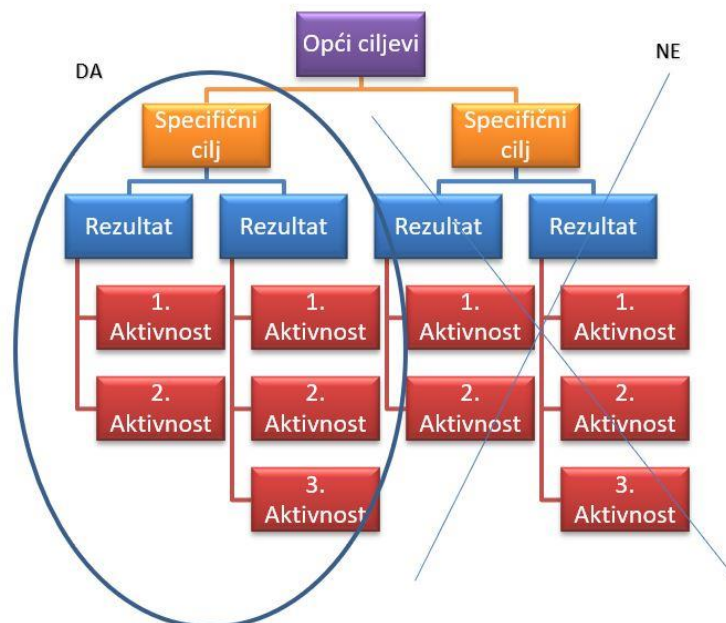 Opći ciljevi
DA
NE
Specifični
cilj
Specifični
cilj
Rezultat
Rezultat
Rezultat
Rezultat
1.
Aktivnost
1.
Aktivnost
1.
Aktivnost
1.
Aktivnost
2.
Aktivnost
2.
Aktivnost
2.
Aktivnost
2.
Aktivnost
3.
Aktivnost
3.
Aktivnost